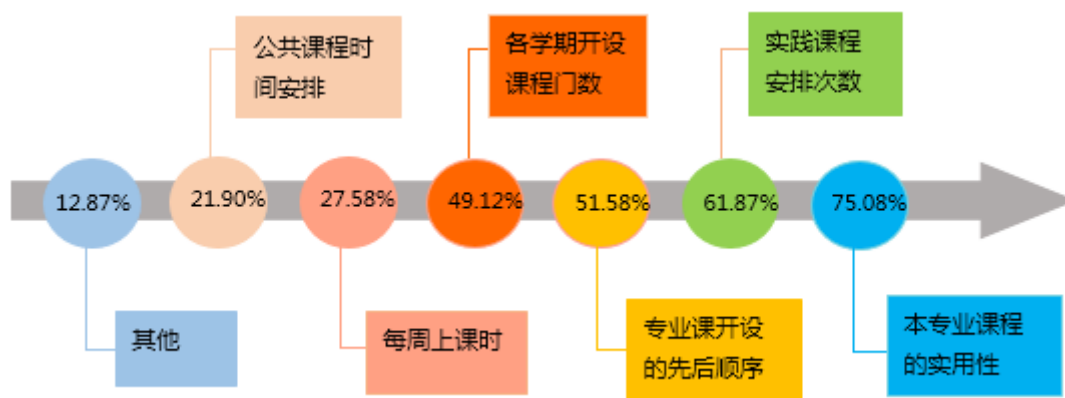 公共课程时
间安排
各学期开设
课程门数
实践课程
安排次数
12.87%
21.90%
27.58%
49.12%
51.58%
61.87%
75.08%
其他
每周上课时
专业课开设
的先后顺序
本专业课程
的实用性